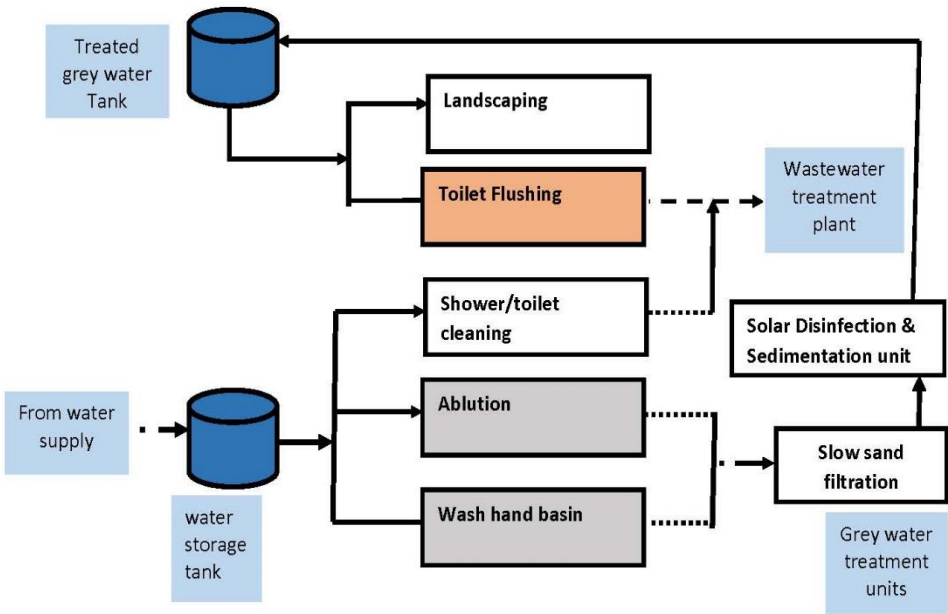 Treated
grey water
Tank
Landscaping
Toilet Flushing
Wastewater
treatment
plant
Shower/toilet
cleaning
Solar Disinfection &
Sedimentation unit
From water
supply
Ablution
Slow sand
filtration
water
storage
tank
Wash hand basin
Grey water
treatment
units